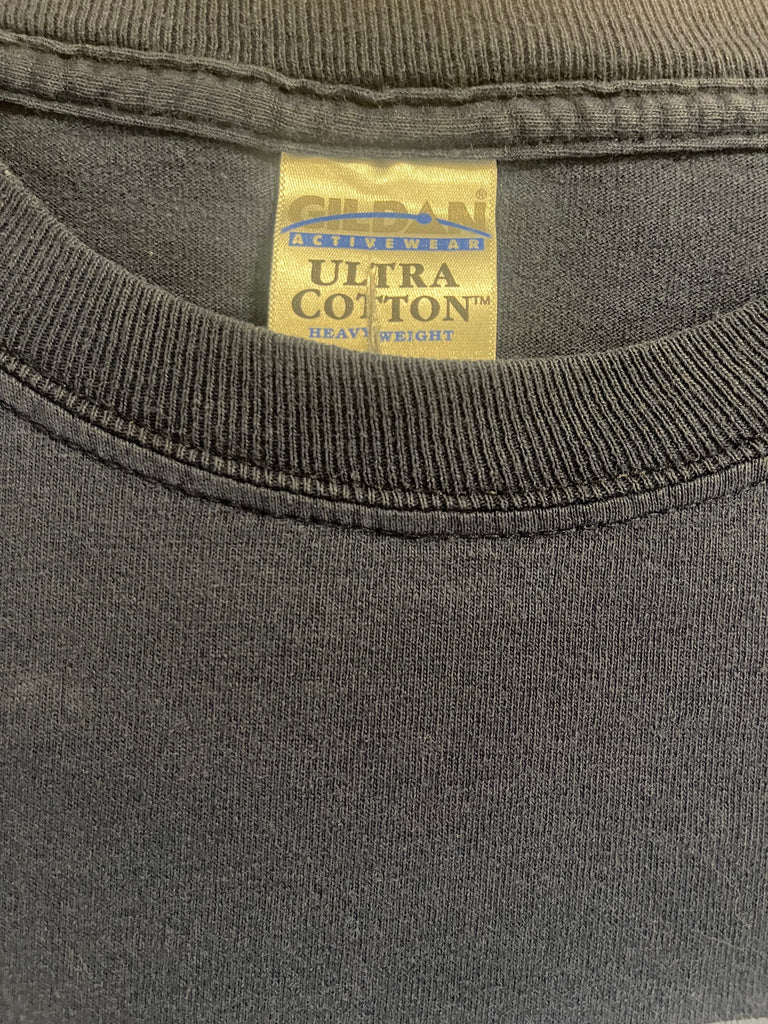 GILDAN®
ACTIVEWEAR
ULTRA
COTTON™
HEAVYWEIGHT